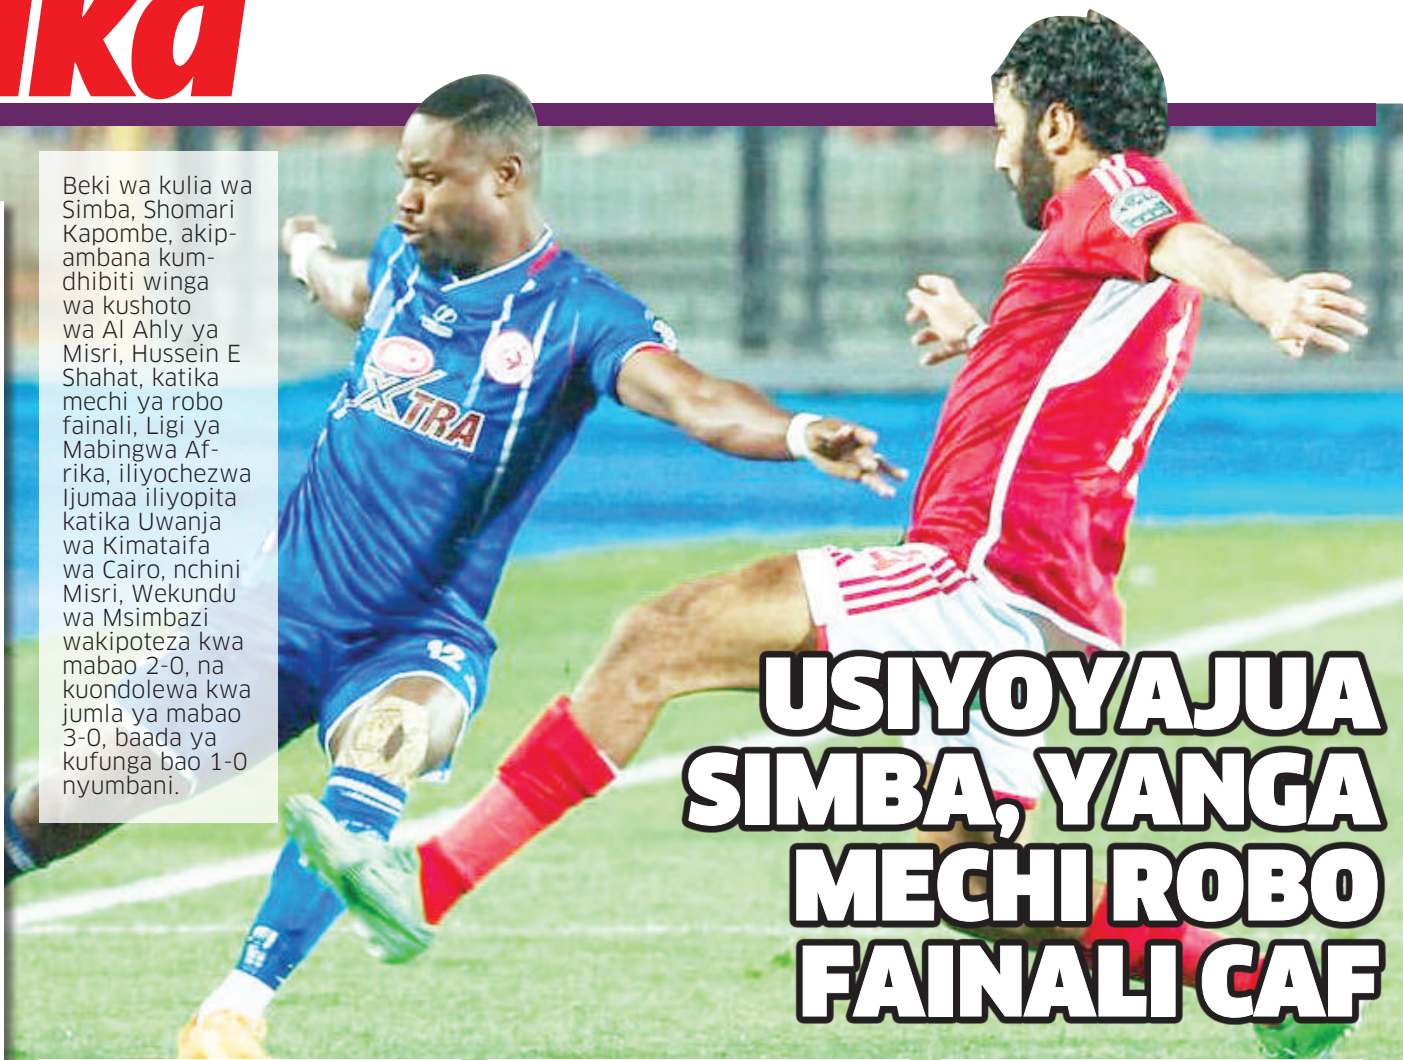 ika
Beki wa kulia wa
Simba, Shomari
Kapombe, akip-
ambana kum-
dhibiti winga
wa kushoto
wa Al Ahly ya
Misri, Hussein E
Shahat, katika
mechi ya robo
fainali, Ligi ya
Mabingwa Af-
rika, iliyochezwa
Ijumaa iliyopita
katika Uwanja
wa Kimataifa
wa Cairo, nchini
Misri, Wekundu
wa Msimbazi
wakipoteza kwa
mabao 2-0, na
kuondolewa kwa
jumla ya mabao
3-0, baada ya
kufunga bao 1-0
nyumbani.
XTRA
12
USIYOYAJUA
SIMBA, YANGA
MECHI ROBO
FAINALI CAF